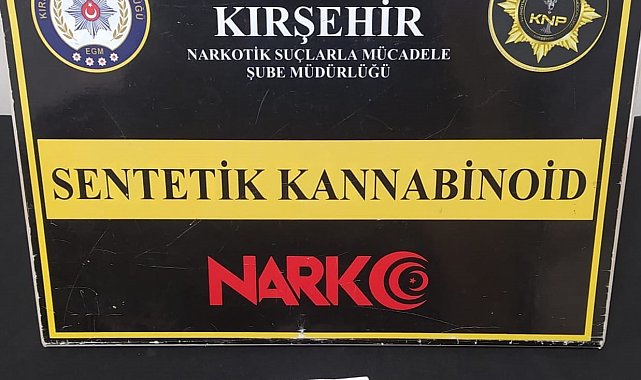 KIRŞEHİR
NARKOTİK SUÇLARLA MÜCADELE
ŞUBE MÜDÜRLÜĞÜ
EGM
KNP
SENTETİK KANNABİNOİD
NARKO